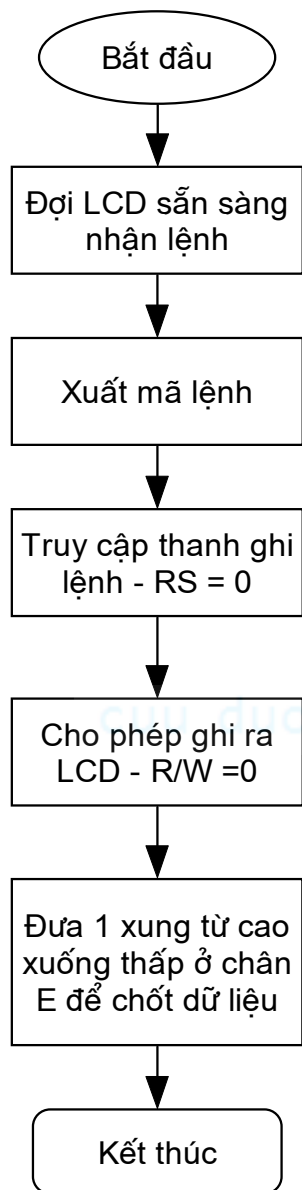 Bắt đầu
Đợi LCD sẵn sàng
nhận lệnh
Xuất mã lệnh
Truy cập thanh ghi
lệnh - RS = 0
Cho phép ghi ra
LCD - R/W =0
Đưa 1 xung từ cao
xuống thấp ở chân
E để chốt dữ liệu
Kết thúc